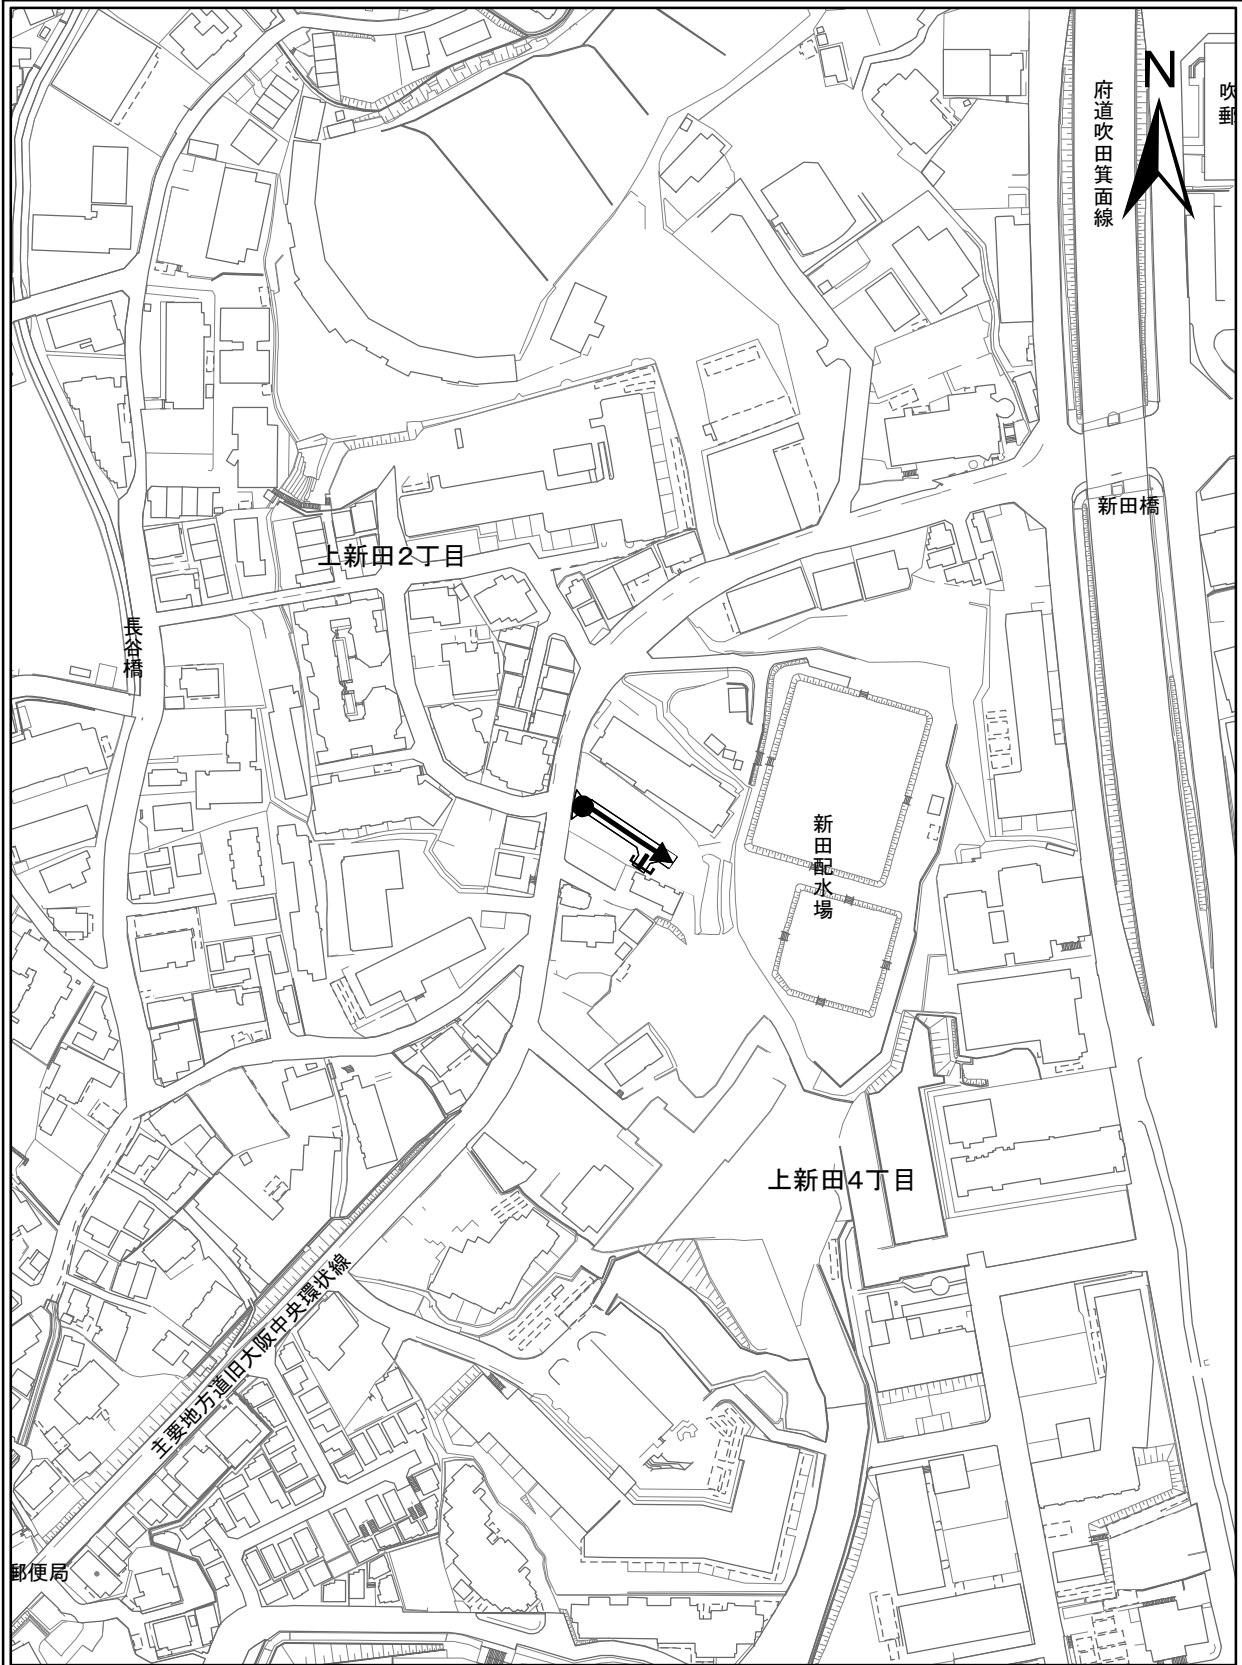 N
府道吹田箕面線
吹
郵
新田橋
上新田2丁目
長谷橋
新田配水場
上新田4丁目
主要地方道旧大阪中央環状線
郵便局